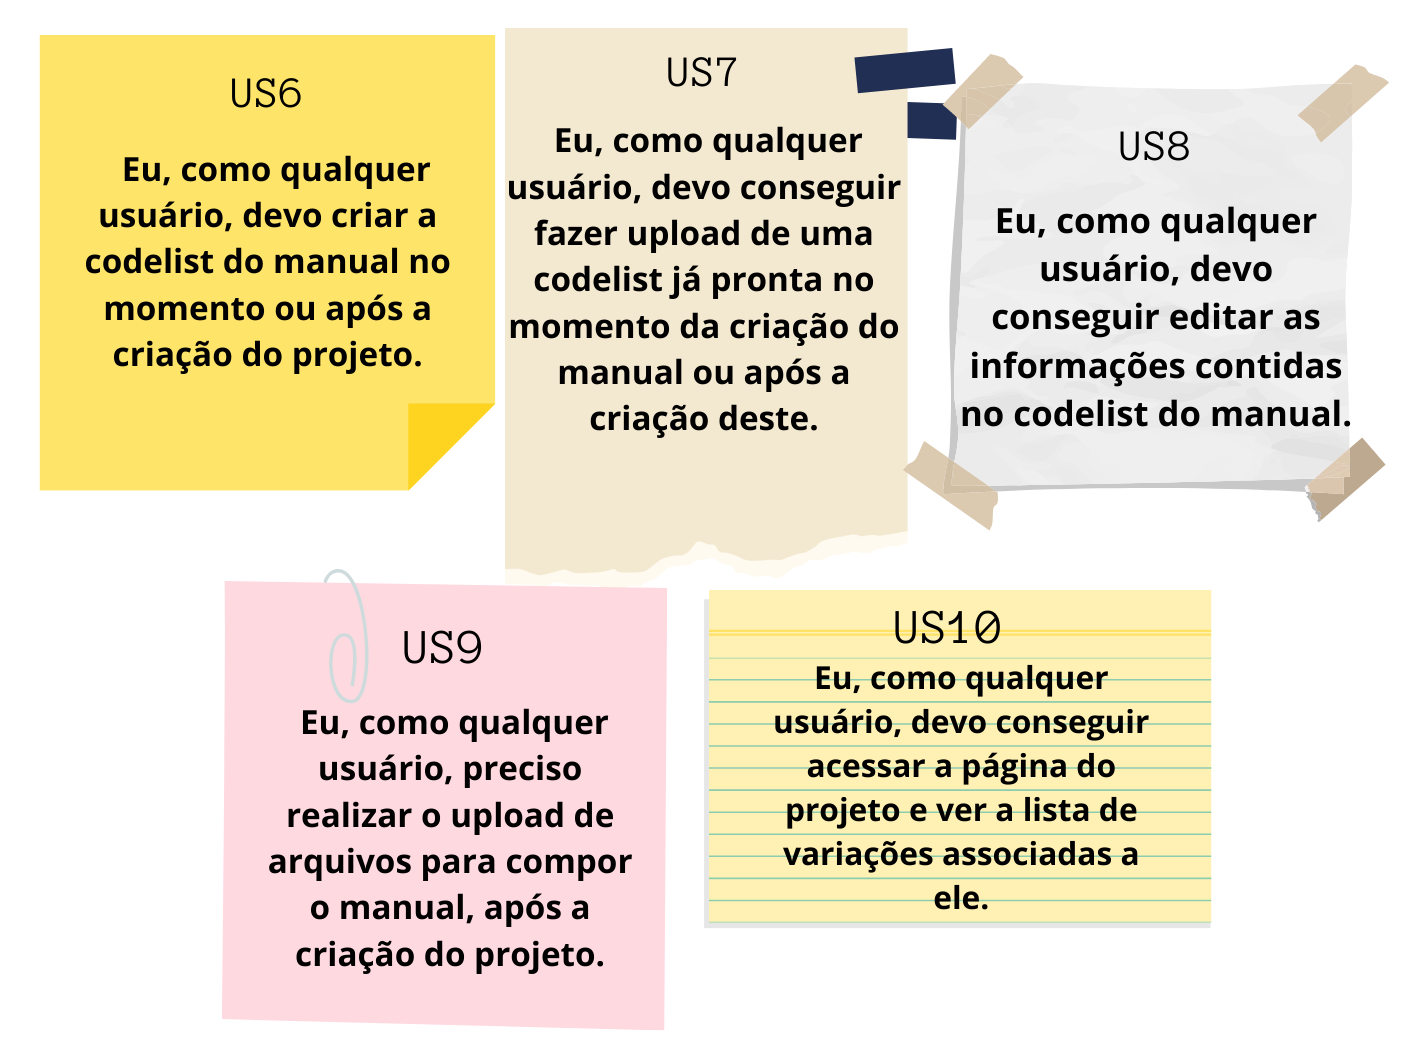 US6
Eu, como qualquer
usuário, devo criar a
codelist do manual no
momento ou após a
criação do projeto.
US7
Eu, como qualquer
usuário, devo conseguir
fazer upload de uma
codelist já pronta no
momento da criação do
manual ou após a
criação deste.
US8
Eu, como qualquer
usuário, devo
conseguir editar as
informações contidas
no codelist do manual.
US9
Eu, como qualquer
usuário, preciso
realizar o upload de
arquivos para compor
o manual, após a
criação do projeto.
US10
Eu, como qualquer
usuário, devo conseguir
acessar a página do
projeto e ver a lista de
variações associadas a
ele.